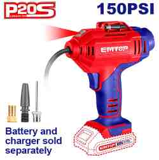 P20S
150PSI
EMTOP
Battery and
charger sold
separately